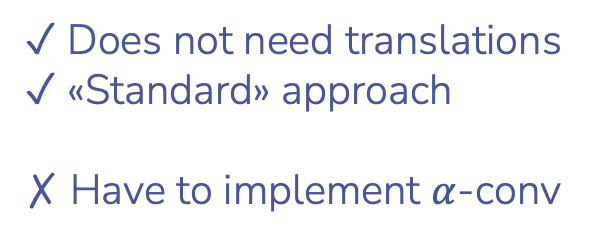 ✓ Does not need translations
✓ «Standard» approach
✗ Have to implement α-conv